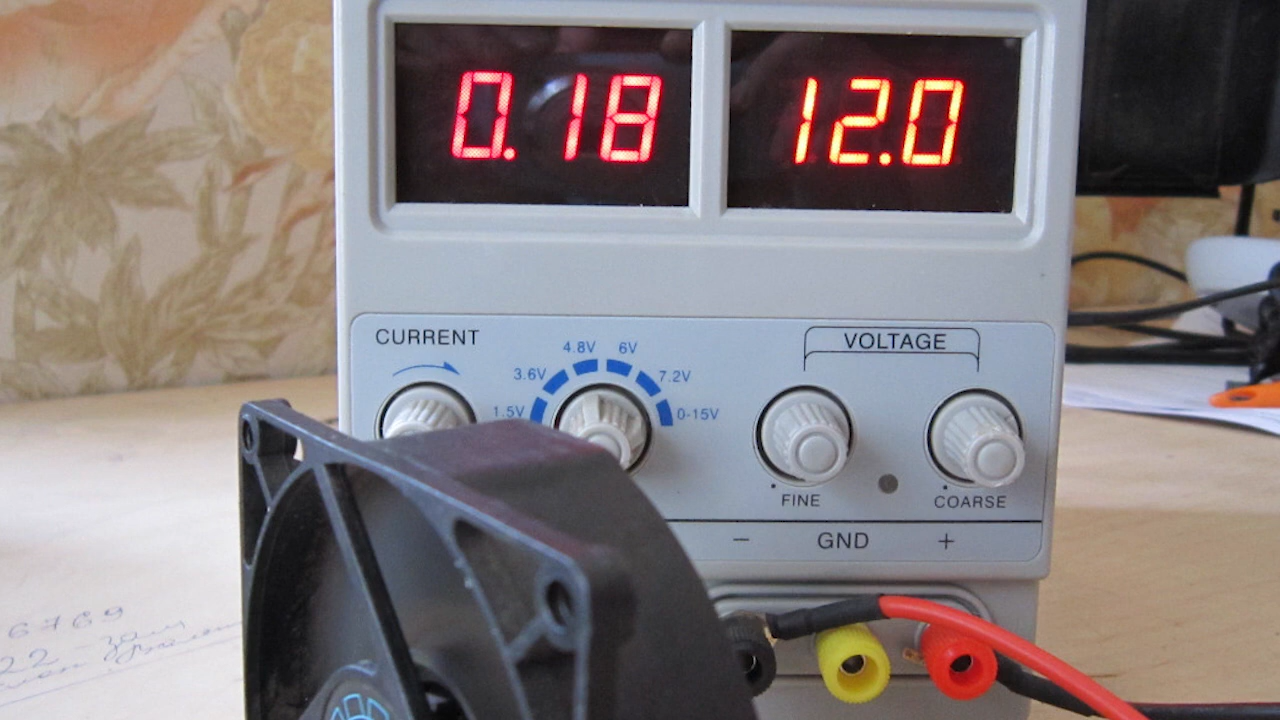 0.18 12.0
CURRENT
1.5V 3.6V 4.8V 6V 7.2V 0-15V
VOLTAGE
FINE COARSE
− GND +
6769
22